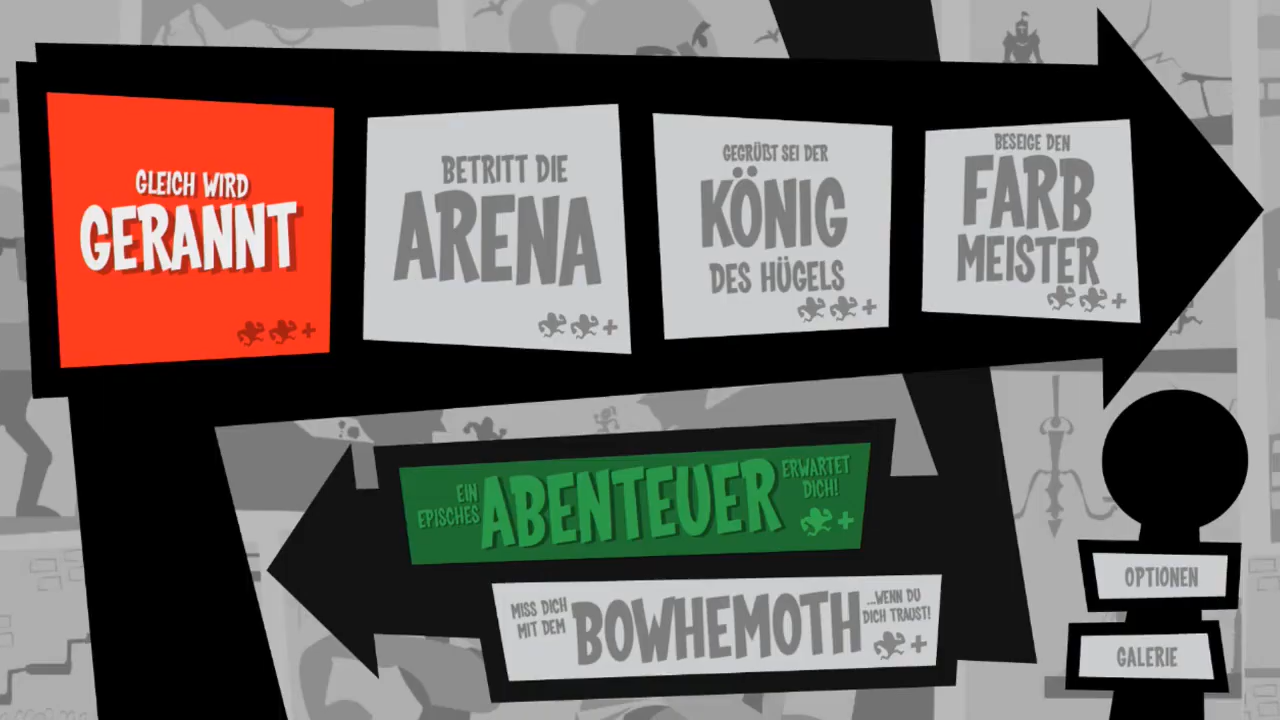 GLEICH WIRD
GERANNT
+
BETRITT DIE
ARENA
+
GEGRÜßT SEI DER
KÖNIG
DES HÜGELS
+
BESEIGE DEN
FARB
MEISTER
+
EIN
EPISCHES
ABENTEUER
ERWARTET
DICH!
+
MISS DICH
MIT DEM
BOWHEMOTH
...WENN DU
DICH TRAUST!
+
OPTIONEN
GALERIE